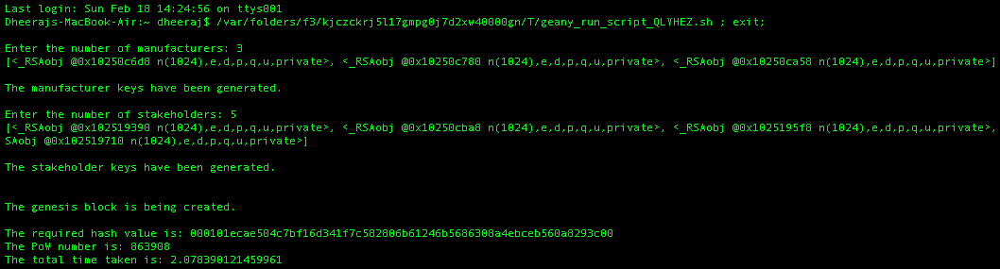 Last login: Sun Feb 18 14:24:56 on ttys001
Dheerajs-MacBook-Air:~ dheeraj$ /var/folders/f3/kjczckrj5l17gmpg0j7d2xw40000gn/T/geany_run_script_QLYHEZ.sh ; exit;
Enter the number of manufacturers: 3
[<_RSAobj @0x10250c6d8 n(1024),e,d,p,q,u,private>, <_RSAobj @0x10250c780 n(1024),e,d,p,q,u,private>, <_RSAobj @0x10250ca58 n(1024),e,d,p,q,u,private>]
The manufacturer keys have been generated.
Enter the number of stakeholders: 5
[<_RSAobj @0x102519390 n(1024),e,d,p,q,u,private>, <_RSAobj @0x10250cba8 n(1024),e,d,p,q,u,private>, <_RSAobj @0x1025195f8 n(1024),e,d,p,q,u,private>,
SAobj @0x102519710 n(1024),e,d,p,q,u,private>]
The stakeholder keys have been generated.
The genesis block is being created.
The required hash value is: 000101ecae504c7bf16d341f7c582806b61246b5686308a4ebceb560a8293c00
The PoW number is: 863908
The total time taken is: 2.078390121459961